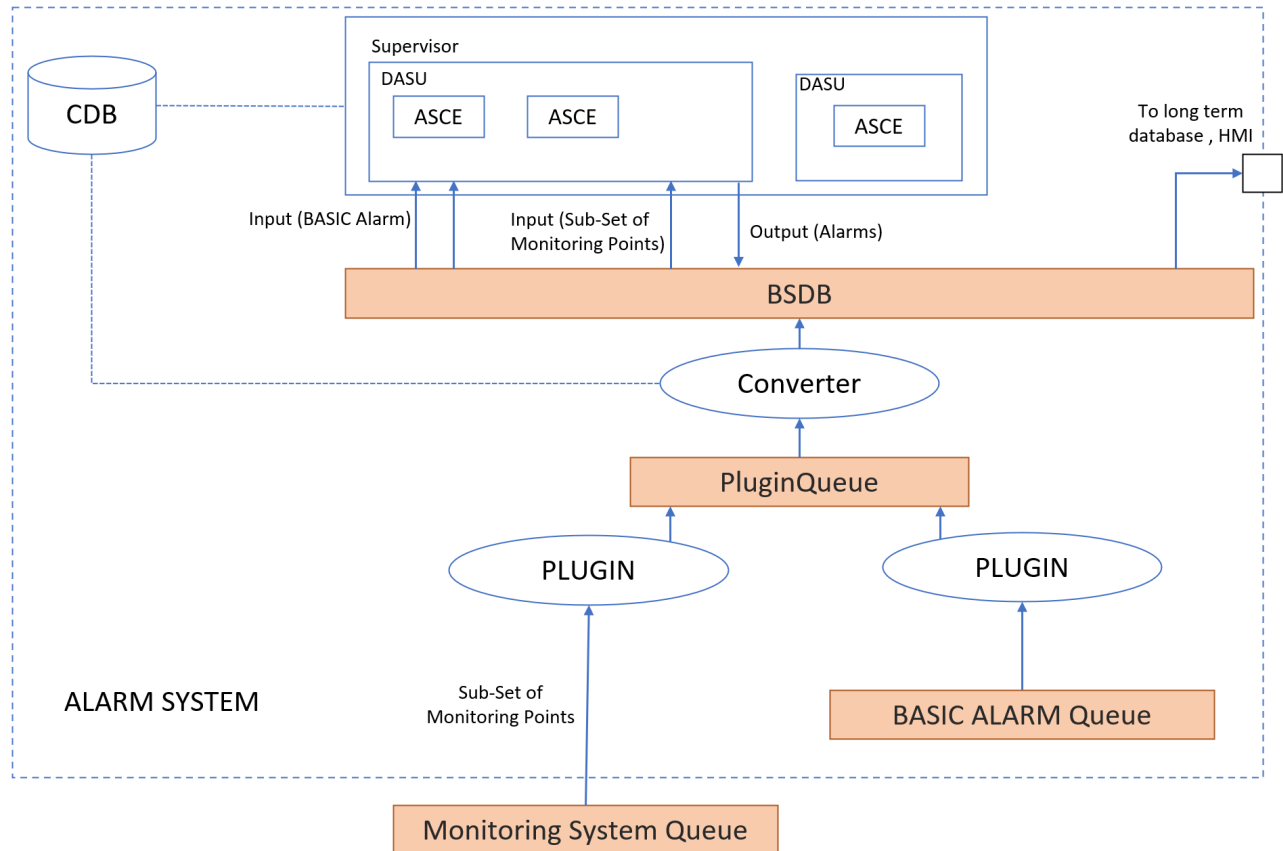 Supervisor
DASU
ASCE
ASCE
DASU
ASCE
CDB
To long term
database , HMI
Input (BASIC Alarm)
Input (Sub-Set of
Monitoring Points)
Output (Alarms)
BSDB
Converter
PluginQueue
PLUGIN
PLUGIN
ALARM SYSTEM
Sub-Set of
Monitoring Points
BASIC ALARM Queue
Monitoring System Queue